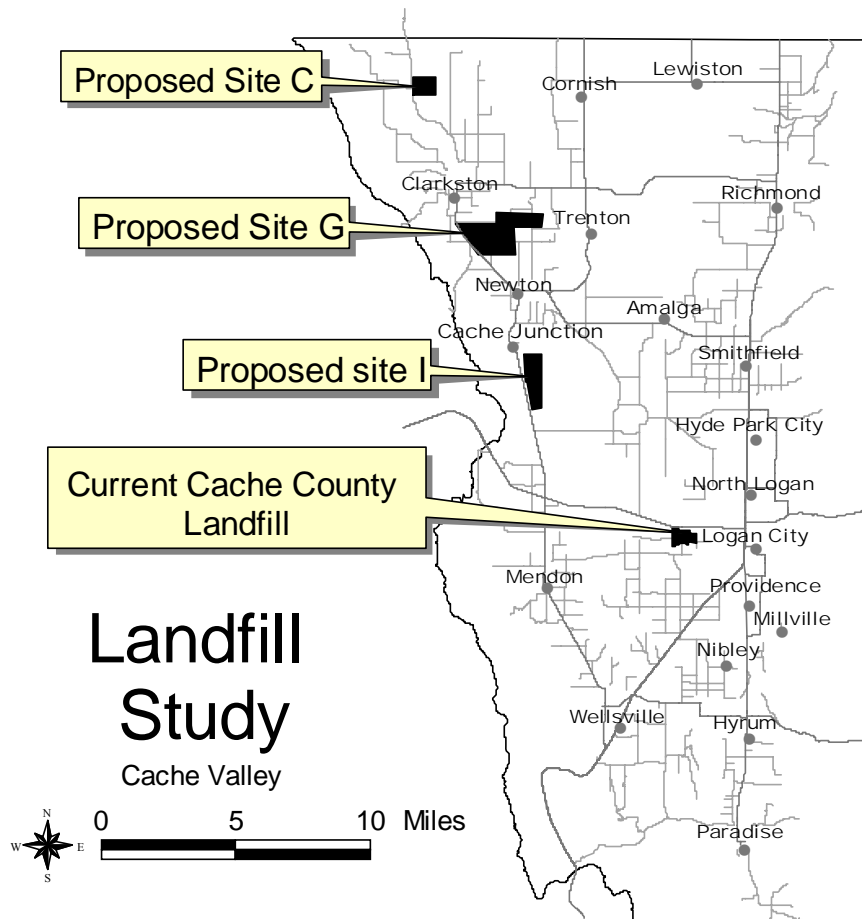 Proposed Site C
Lewiston
Cornish
Clarkston
Richmond
Proposed Site G
Trenton
Newton
Amalga
Cache Junction
Smithfield
Proposed site I
Hyde Park City
Current Cache County
Landfill
North Logan
Logan City
Mendon
Providence
Millville
Landfill
Study
Cache Valley
Nibley
Wellsville
Hyrum
0 5 10 Miles
N
W E
S
Paradise